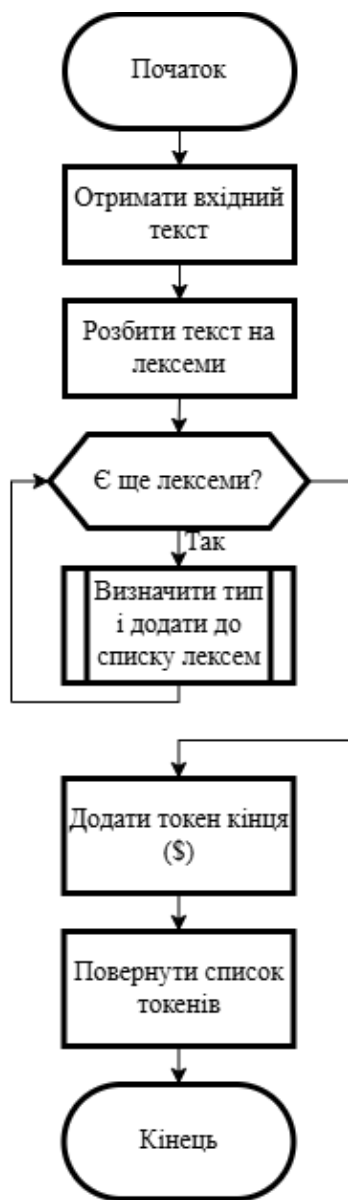 Початок
Отримати вхідний
текст
Розбити текст на
лексеми
Є ще лексеми?
Так
Визначити тип
і додати до
списку лексем
Додати токен кінця
($)
Повернути список
токенів
Кінець